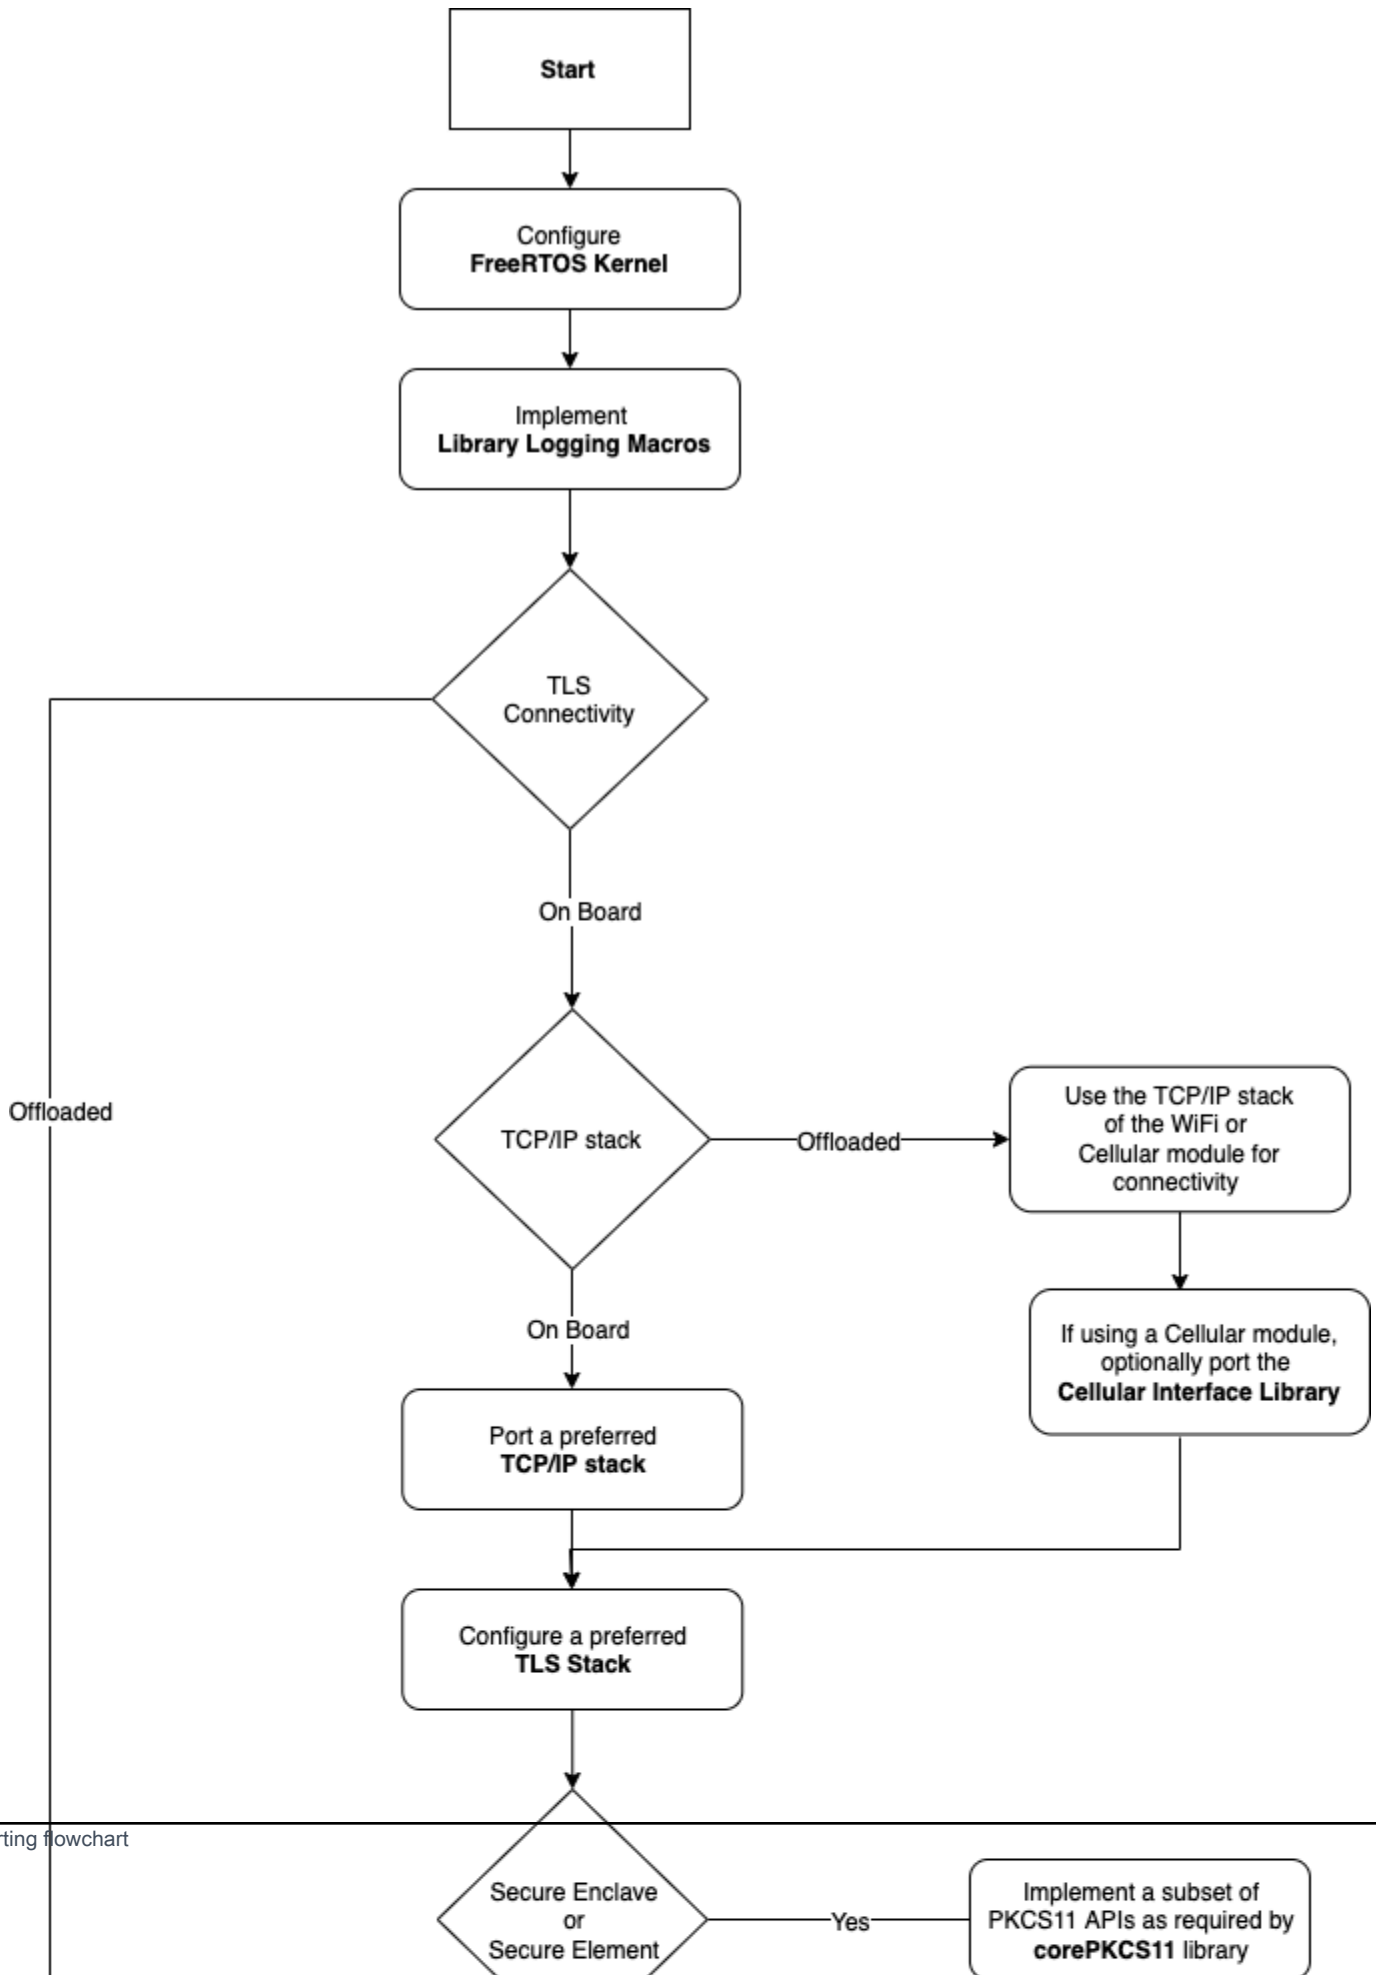 Start
Configure
FreeRTOS Kernel
Implement
Library Logging Macros
TLS
Connectivity
On Board
Offloaded
TCP/IP stack
Offloaded
Use the TCP/IP stack
of the WiFi or
Cellular module for
connectivity
On Board
If using a Cellular module,
optionally port the
Cellular Interface Library
Port a preferred
TCP/IP stack
Configure a preferred
TLS Stack
rting flowchart
Secure Enclave
or
Secure Element
Yes
Implement a subset of
PKCS11 APIs as required by
corePKCS11 library